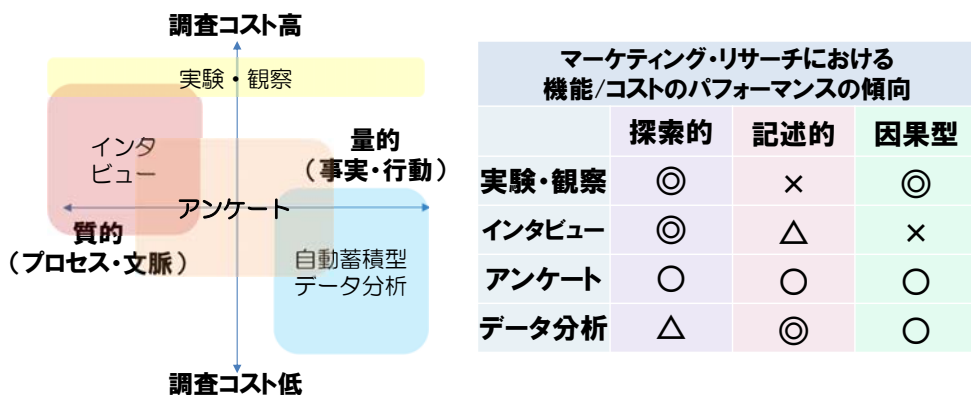 調査コスト高
実験・観察
インタ
ビュー
量的
（事実・行動）
アンケート
質的
（プロセス・文脈）
自動蓄積型
データ分析
調査コスト低
マーケティング・リサーチにおける
機能/コストのパフォーマンスの傾向
探索的 記述的 因果型
実験・観察 ◎ × ◎
インタビュー ◎ △ ×
アンケート ○ ○ ○
データ分析 △ ◎ ○